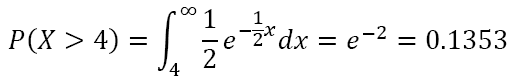 P(X > 4) = ∫₄^∞ 1/2 e^{-1/2 x} dx = e^{-2} = 0.1353